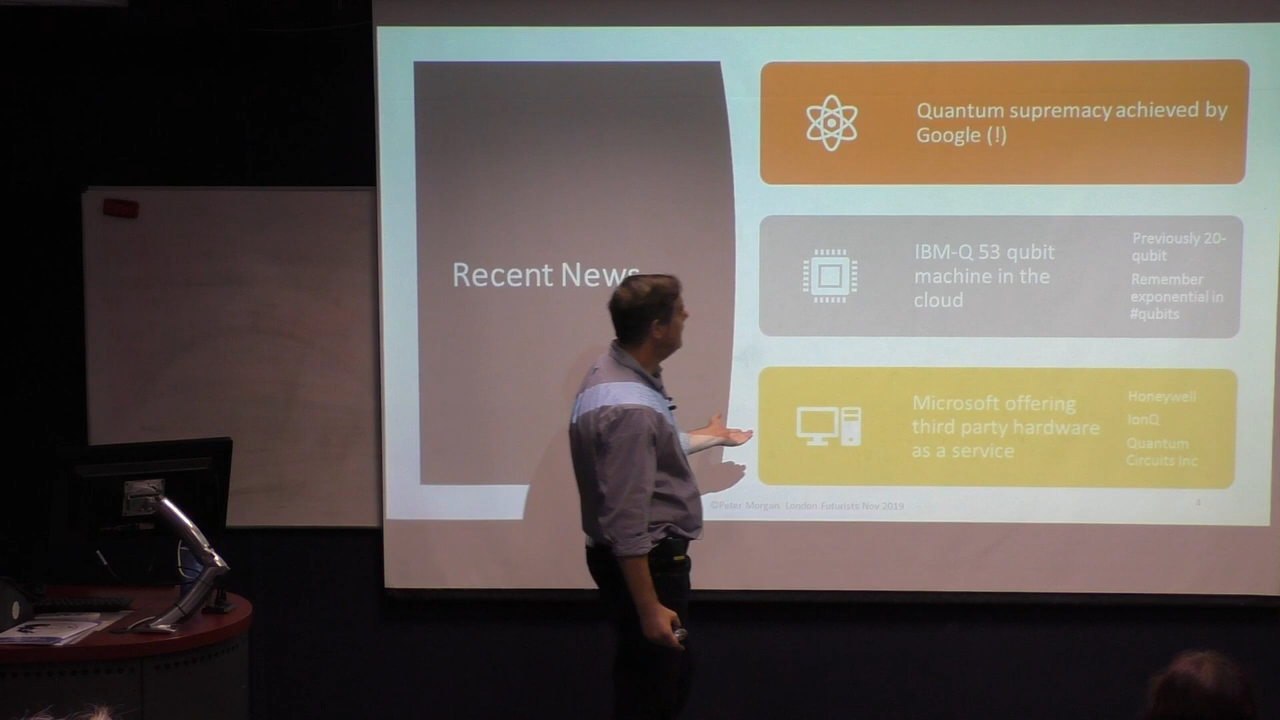 Recent News
Quantum supremacy achieved by
Google (!)
IBM-Q 53 qubit
machine in the
cloud
Previously 20-
qubit
Remember
exponential in
#qubits
Microsoft offering
third party hardware
as a service
Honeywell
IonQ
Quantum
Circuits Inc
©Peter Morgan London Futurists Nov 2019